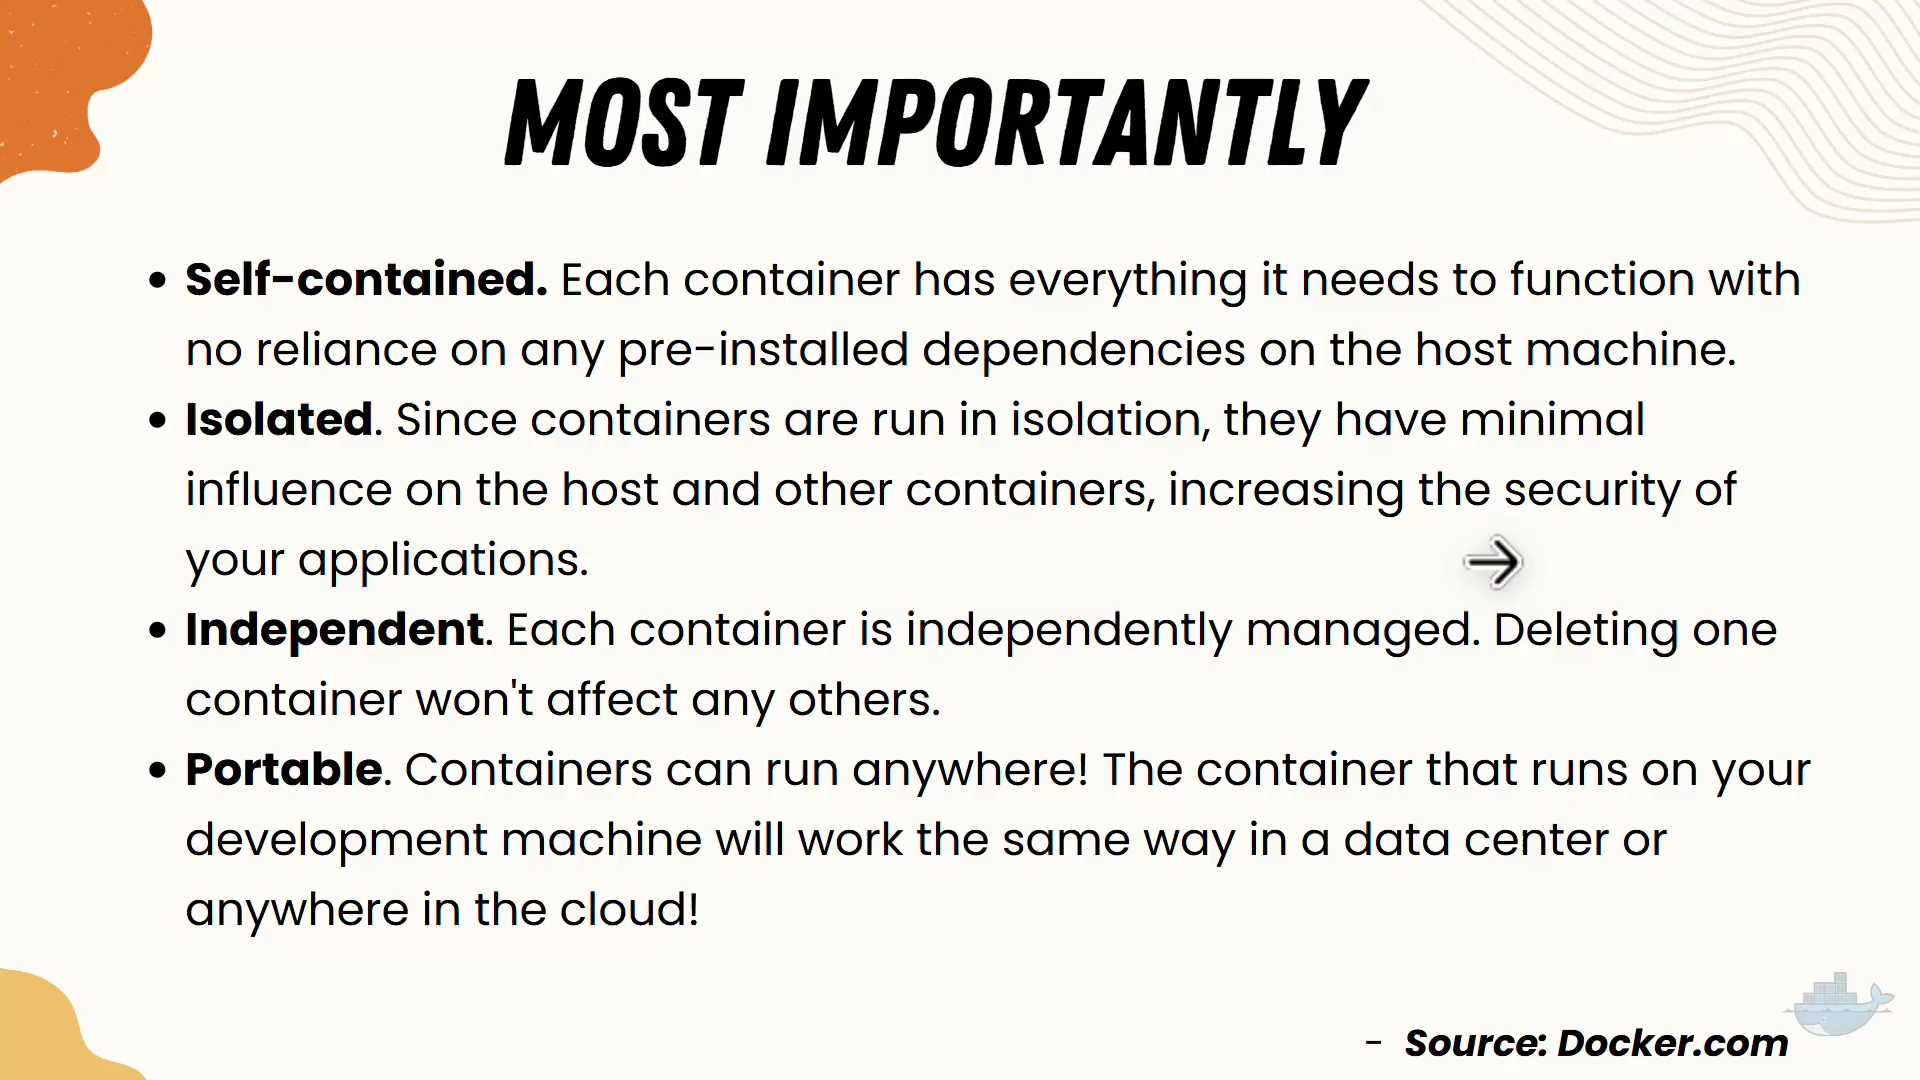 MOST IMPORTANTLY
• Self-contained. Each container has everything it needs to function with
no reliance on any pre-installed dependencies on the host machine.
• Isolated. Since containers are run in isolation, they have minimal
influence on the host and other containers, increasing the security of
your applications.
• Independent. Each container is independently managed. Deleting one
container won't affect any others.
• Portable. Containers can run anywhere! The container that runs on your
development machine will work the same way in a data center or
anywhere in the cloud!
- Source: Docker.com